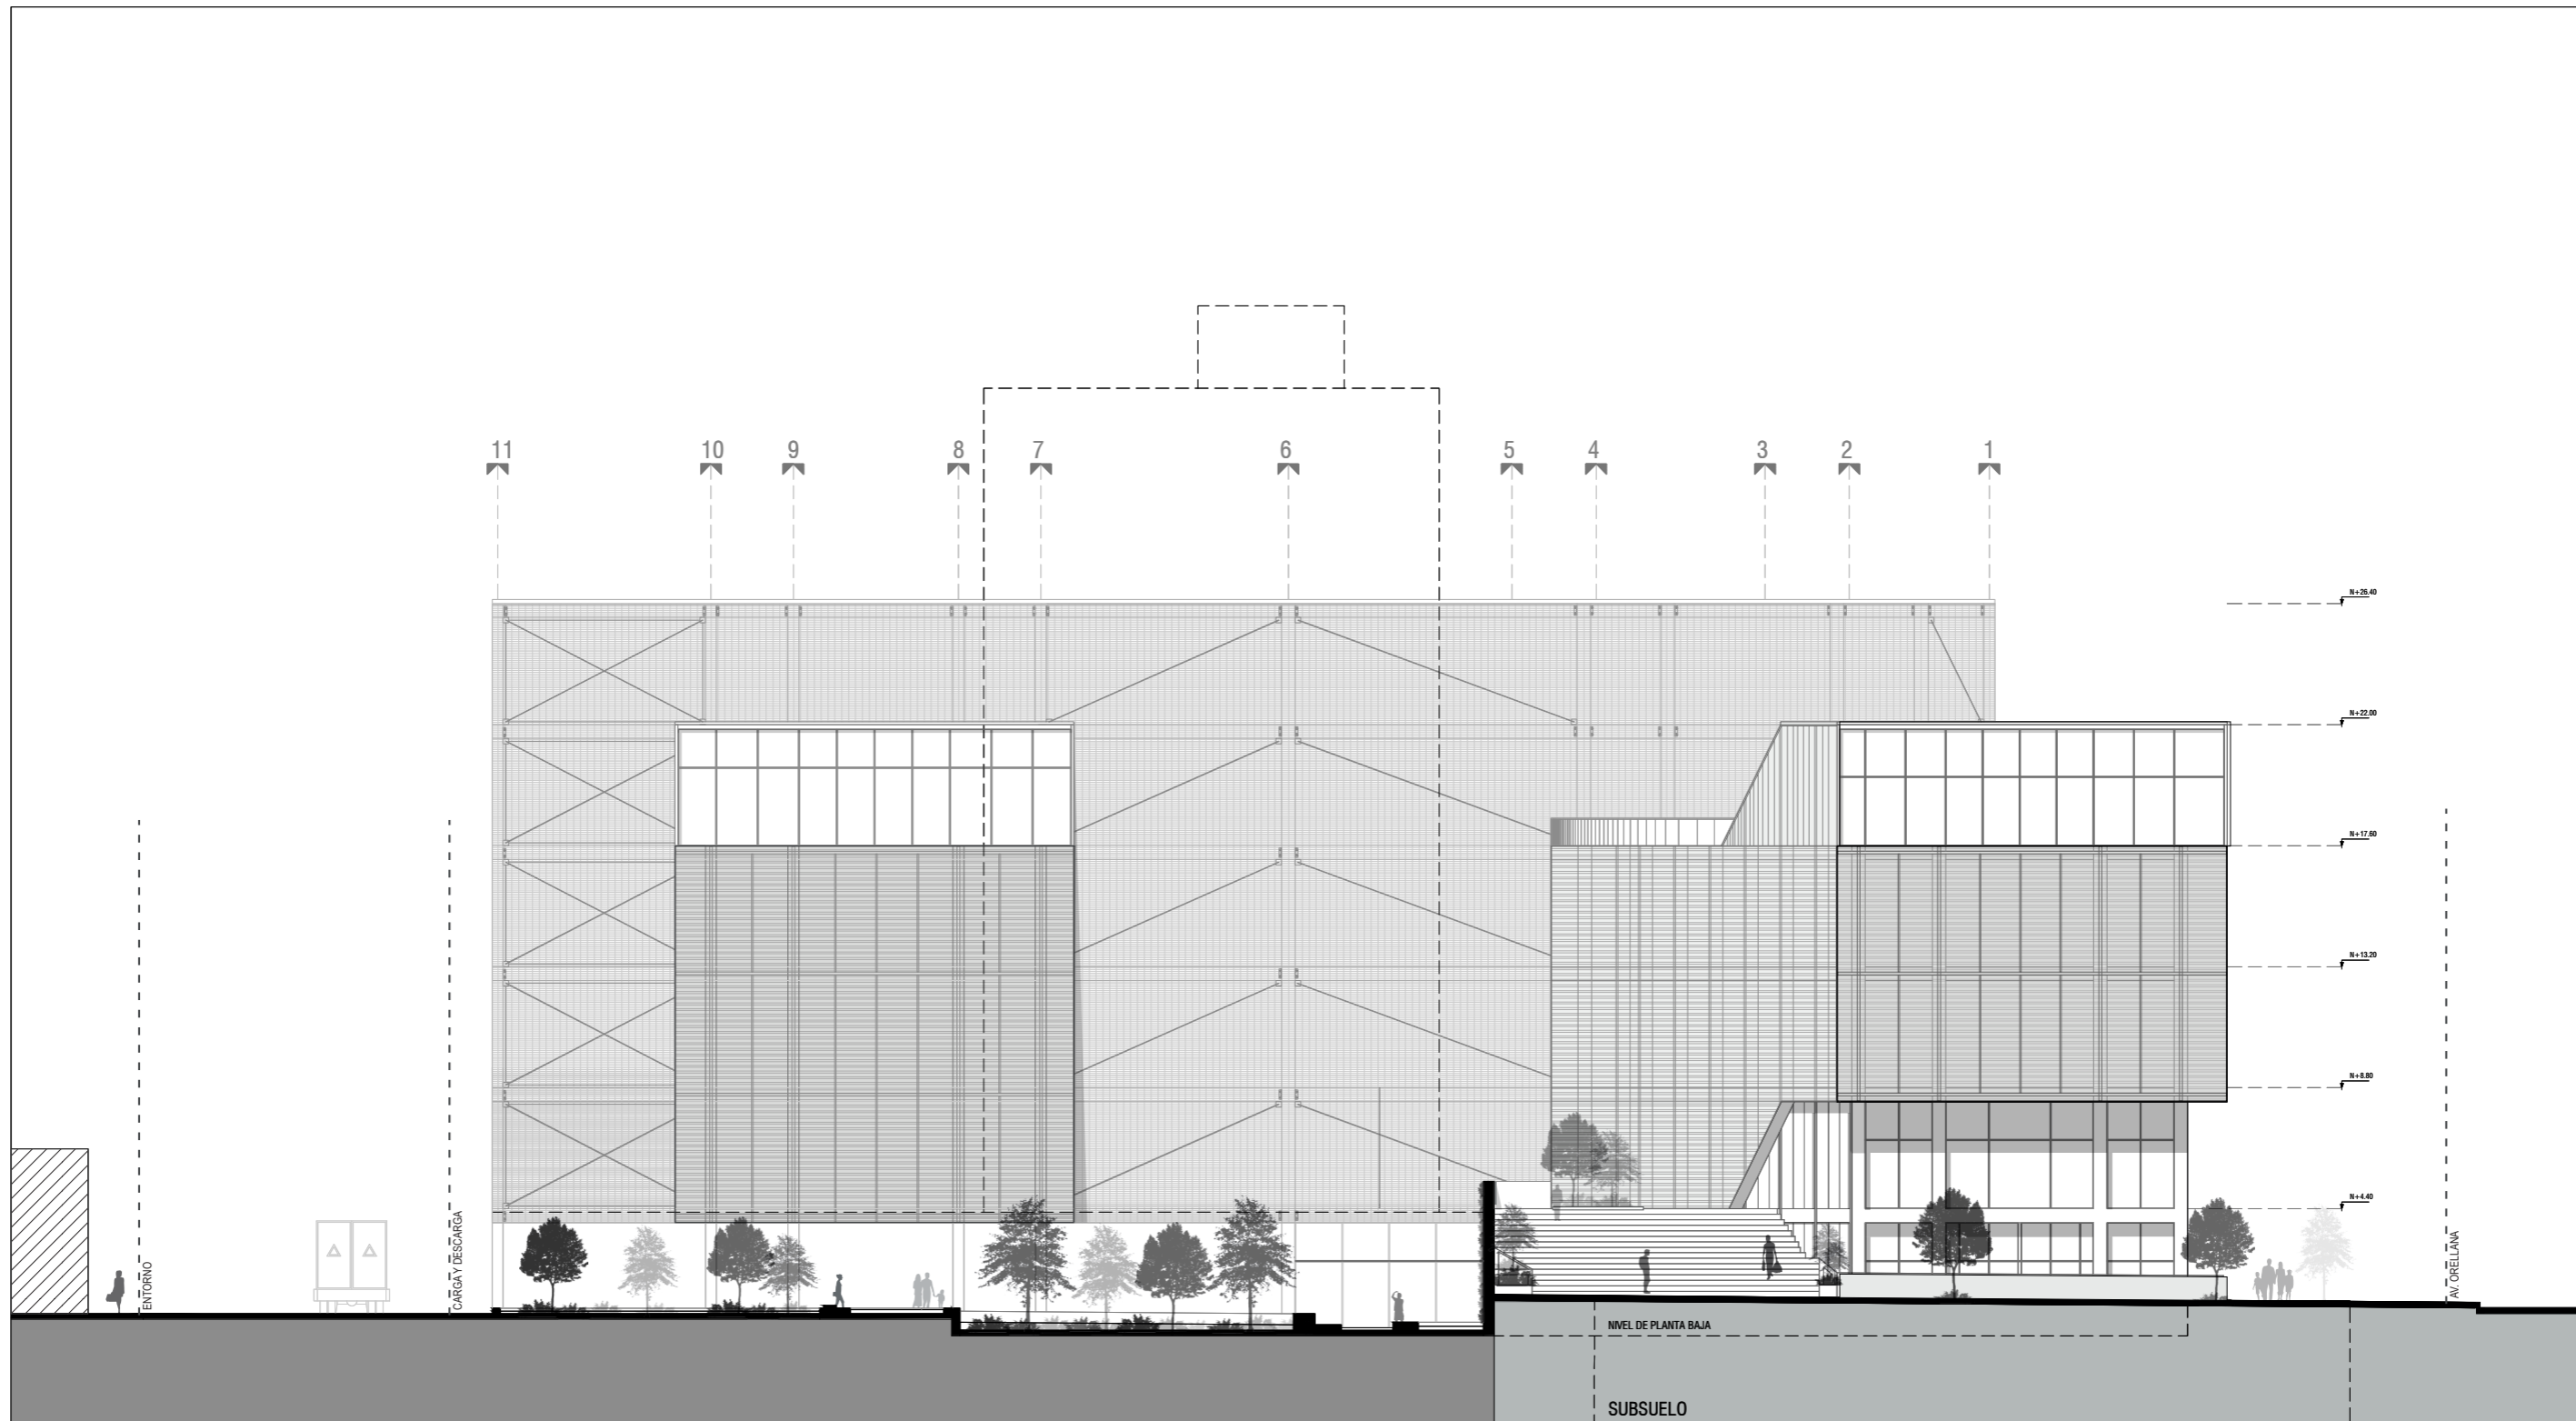 11 10 9 8 7 6 5 4 3 2 1
N+26.40
N+22.00
N+17.60
N+13.20
N+8.80
N+4.40
ENTORNO
CARGA Y DESCARGA
AV. ORELLANA
NIVEL DE PLANTA BAJA
SUBSUELO